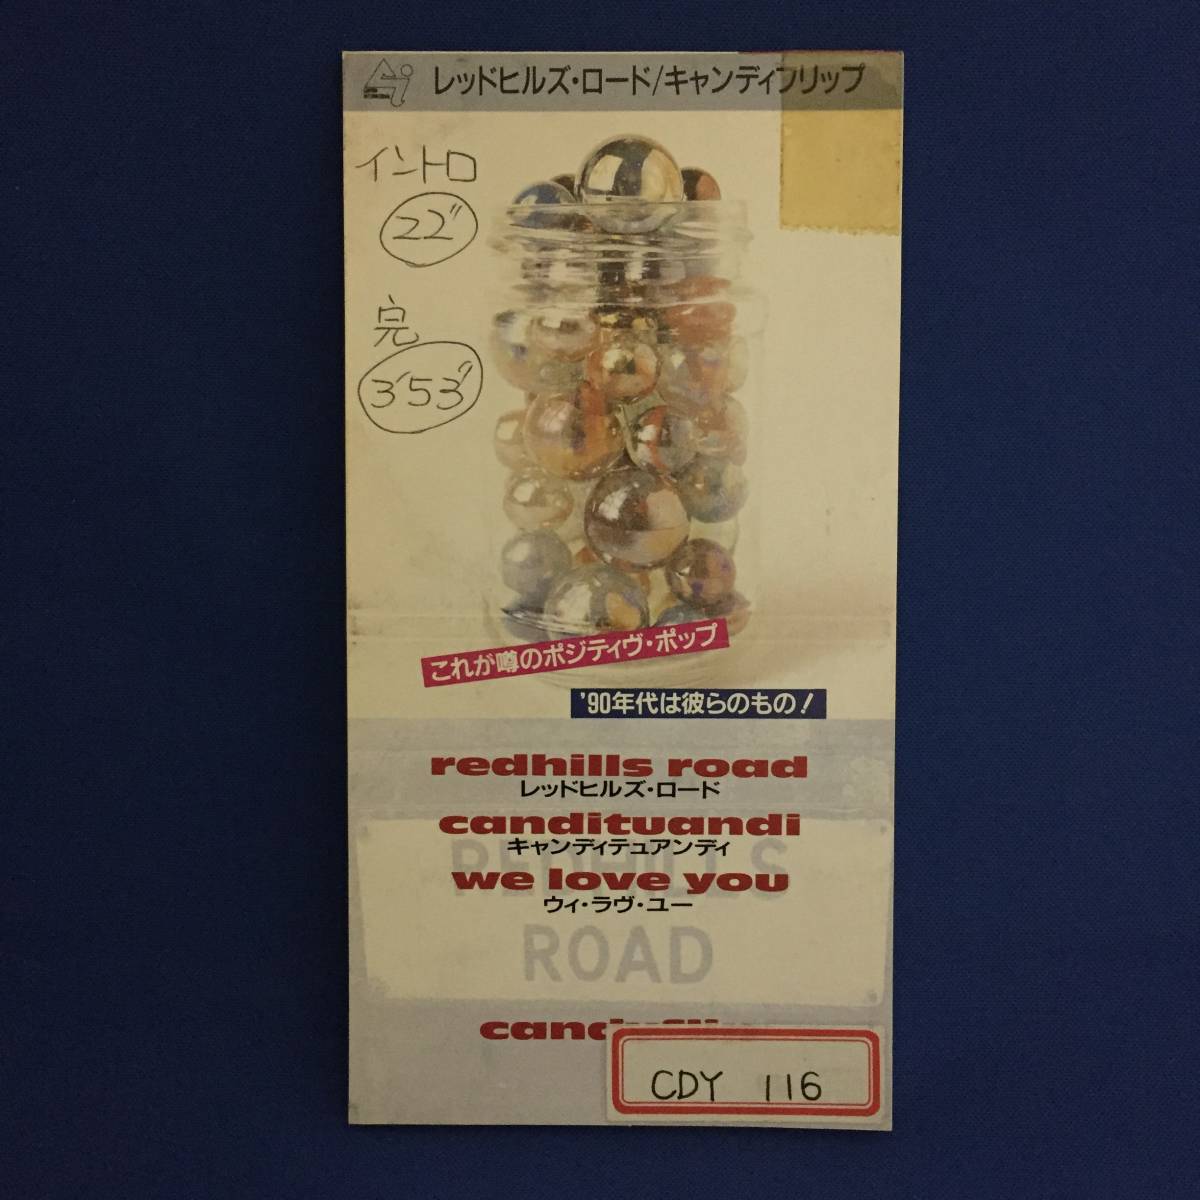 レッドヒルズ・ロード/キャンディフリップ
イントロ
22"
完
3'53"
これが噂のポジティヴ・ポップ
'90年代は彼らのもの!
redhills road
レッドヒルズ・ロード
candituandi
キャンディテュアンディ
we love you
ウィ・ラヴ・ユー
REDHILLS
ROAD
CDY 116